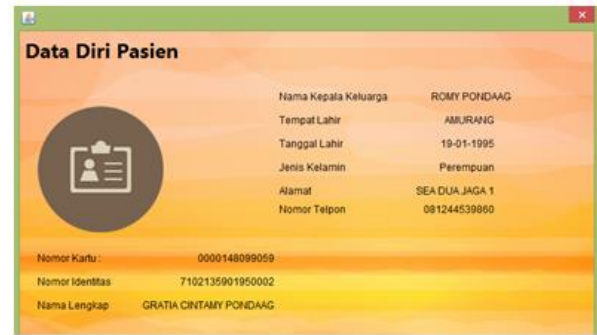 Data Diri Pasien
Nama Kepala Keluarga ROMY PONDAAG
Tempat Lahir AMURANG
Tanggal Lahir 19-01-1995
Jenis Kelamin Perempuan
Alamat SEA DUA JAGA 1
Nomor Telpon 081244539860
Nomor Kartu : 0000148099059
Nomor Identitas 7102135901950002
Nama Lengkap GRATIA CINTAMY PONDAAG